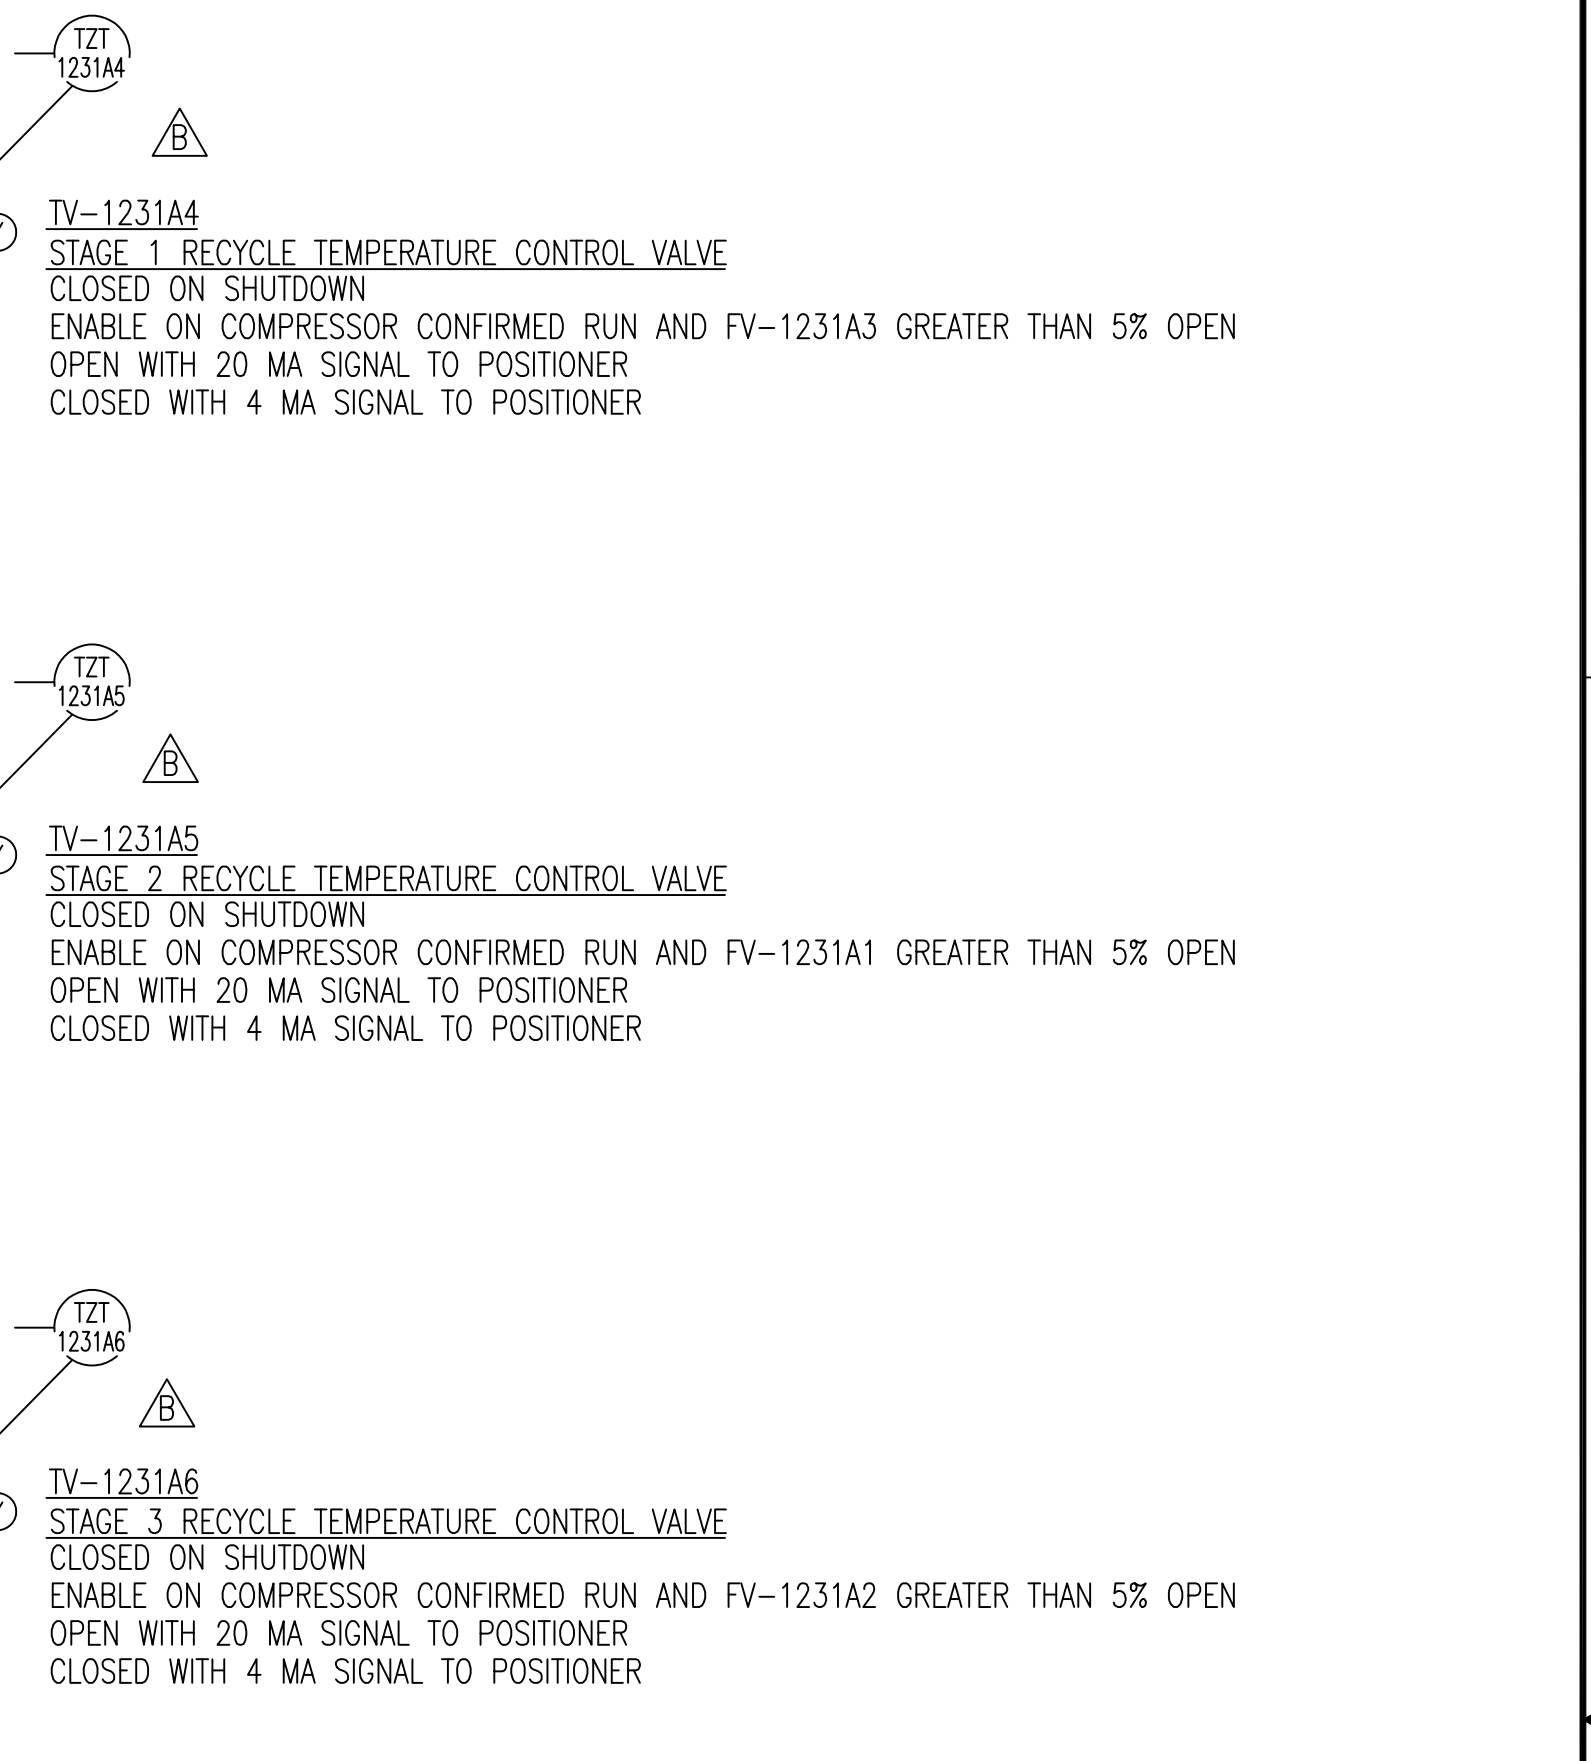 TZT
1231A4
B
TV-1231A4
STAGE 1 RECYCLE TEMPERATURE CONTROL VALVE
CLOSED ON SHUTDOWN
ENABLE ON COMPRESSOR CONFIRMED RUN AND FV-1231A3 GREATER THAN 5% OPEN
OPEN WITH 20 MA SIGNAL TO POSITIONER
CLOSED WITH 4 MA SIGNAL TO POSITIONER
TZT
1231A5
B
TV-1231A5
STAGE 2 RECYCLE TEMPERATURE CONTROL VALVE
CLOSED ON SHUTDOWN
ENABLE ON COMPRESSOR CONFIRMED RUN AND FV-1231A1 GREATER THAN 5% OPEN
OPEN WITH 20 MA SIGNAL TO POSITIONER
CLOSED WITH 4 MA SIGNAL TO POSITIONER
TZT
1231A6
B
TV-1231A6
STAGE 3 RECYCLE TEMPERATURE CONTROL VALVE
CLOSED ON SHUTDOWN
ENABLE ON COMPRESSOR CONFIRMED RUN AND FV-1231A2 GREATER THAN 5% OPEN
OPEN WITH 20 MA SIGNAL TO POSITIONER
CLOSED WITH 4 MA SIGNAL TO POSITIONER